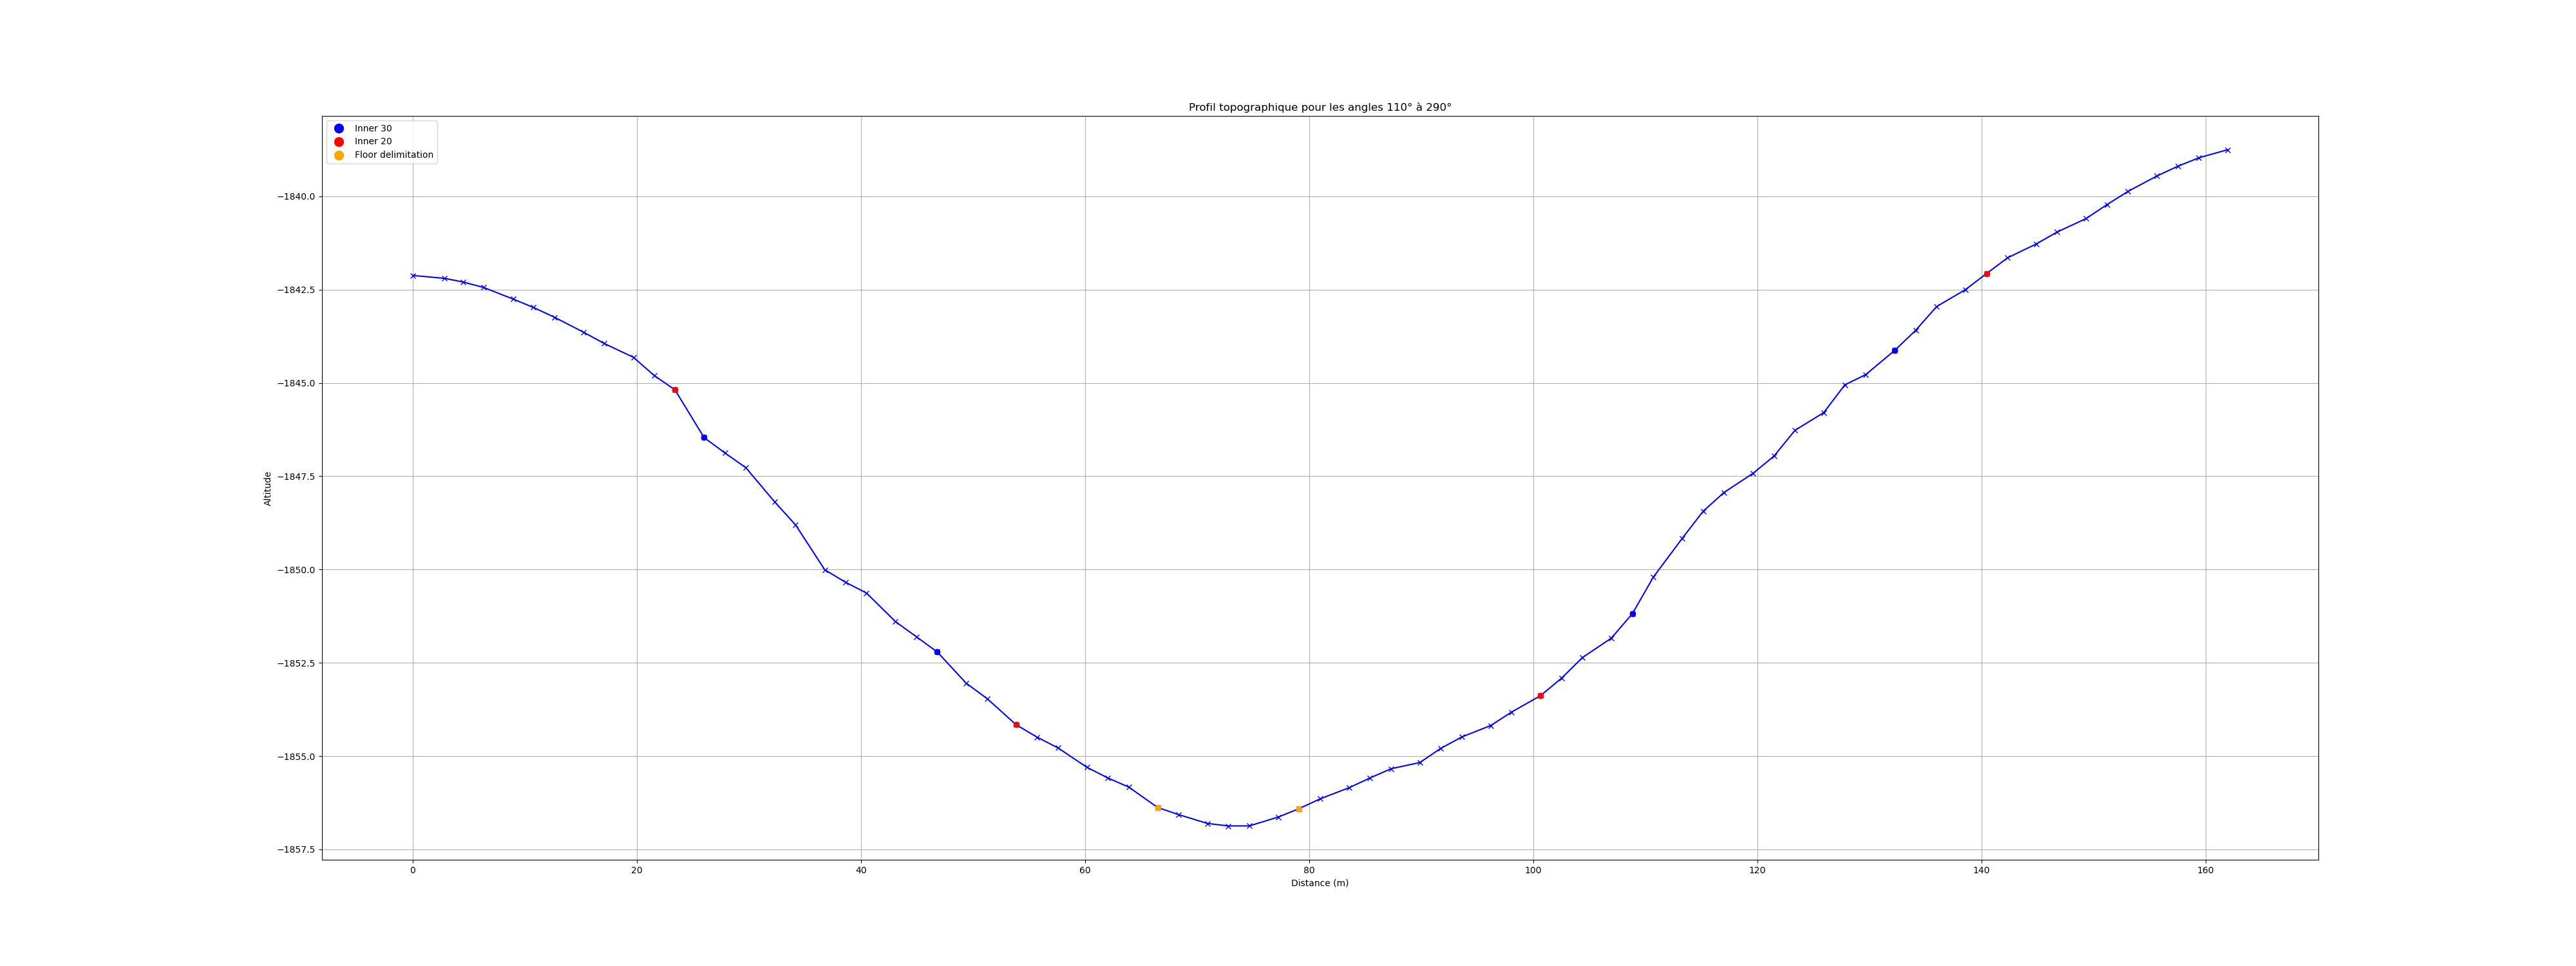 Profil topographique pour les angles 110° à 290°
Inner 30
Inner 20
Floor delimitation
−1840.0
−1842.5
−1845.0
−1847.5
−1850.0
−1852.5
−1855.0
−1857.5
Altitude
0 20 40 60 80 100 120 140 160
Distance (m)